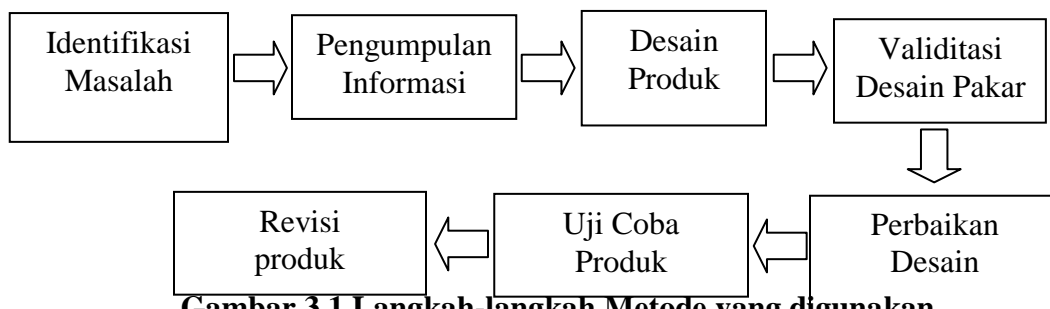 Identifikasi
Masalah
Pengumpulan
Informasi
Desain
Produk
Validitasi
Desain Pakar
Perbaikan
Desain
Uji Coba
Produk
Revisi
produk
Gambar 3.1 Langkah-langkah Metode yang digunakan